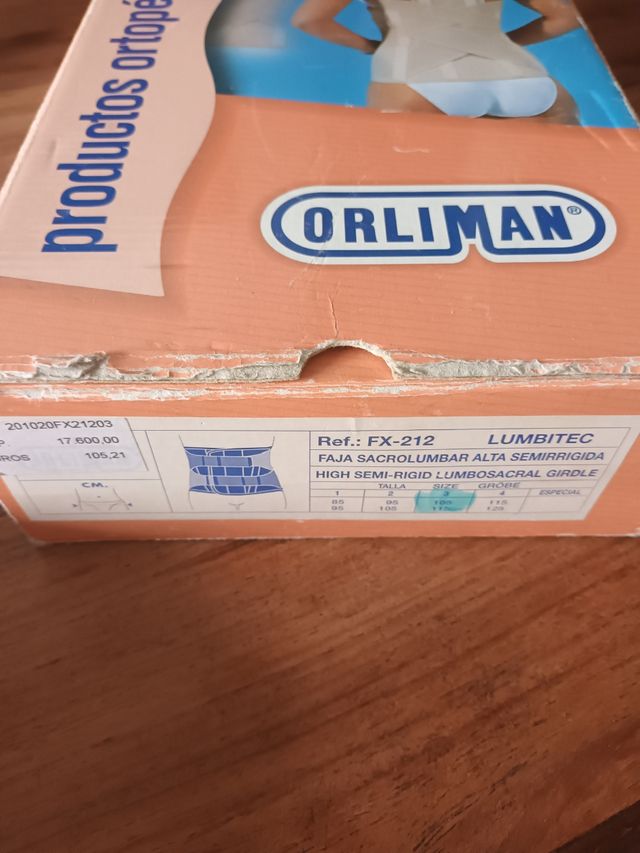 productos ortopé
ORLIMAN®
201020FX21203
P. 17.600,00
ROS 105,21
CM.
Ref.: FX-212 LUMBITEC
FAJA SACROLUMBAR ALTA SEMIRRIGIDA
HIGH SEMI-RIGID LUMBOSACRAL GIRDLE
TALLA SIZE GRÖBE
1 2 3 4 ESPECIAL
85 95 105 115
95 105 115 125